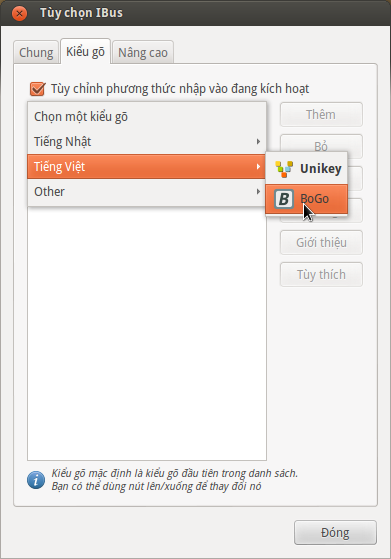 Tùy chọn IBus
Chung
Kiểu gõ
Nâng cao
Tùy chỉnh phương thức nhập vào đang kích hoạt
Chọn một kiểu gõ
Thêm
Tiếng Nhật
Bỏ
Tiếng Việt
Unikey
Other
BoGo
Giới thiệu
Tùy thích
Kiểu gõ mặc định là kiểu gõ đầu tiên trong danh sách.
Bạn có thể dùng nút lên/xuống để thay đổi nó
Đóng